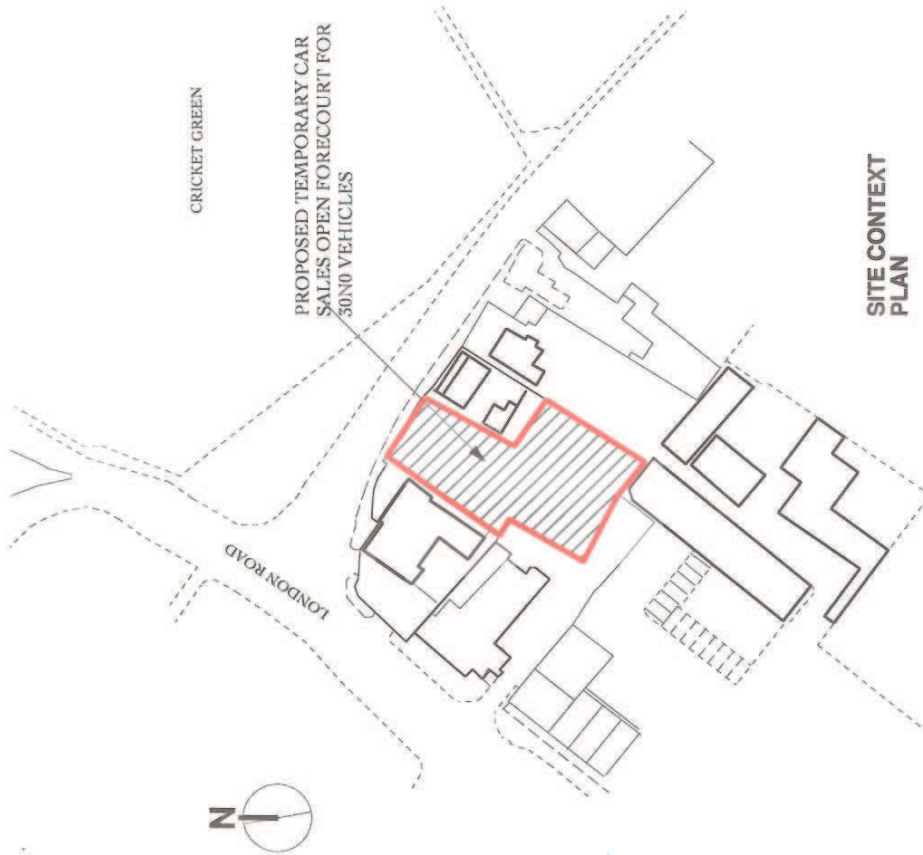 CRICKET GREEN
PROPOSED TEMPORARY CAR
SALES OPEN FORECOURT FOR
30N0 VEHICLES
LONDON ROAD
N
SITE CONTEXT
PLAN